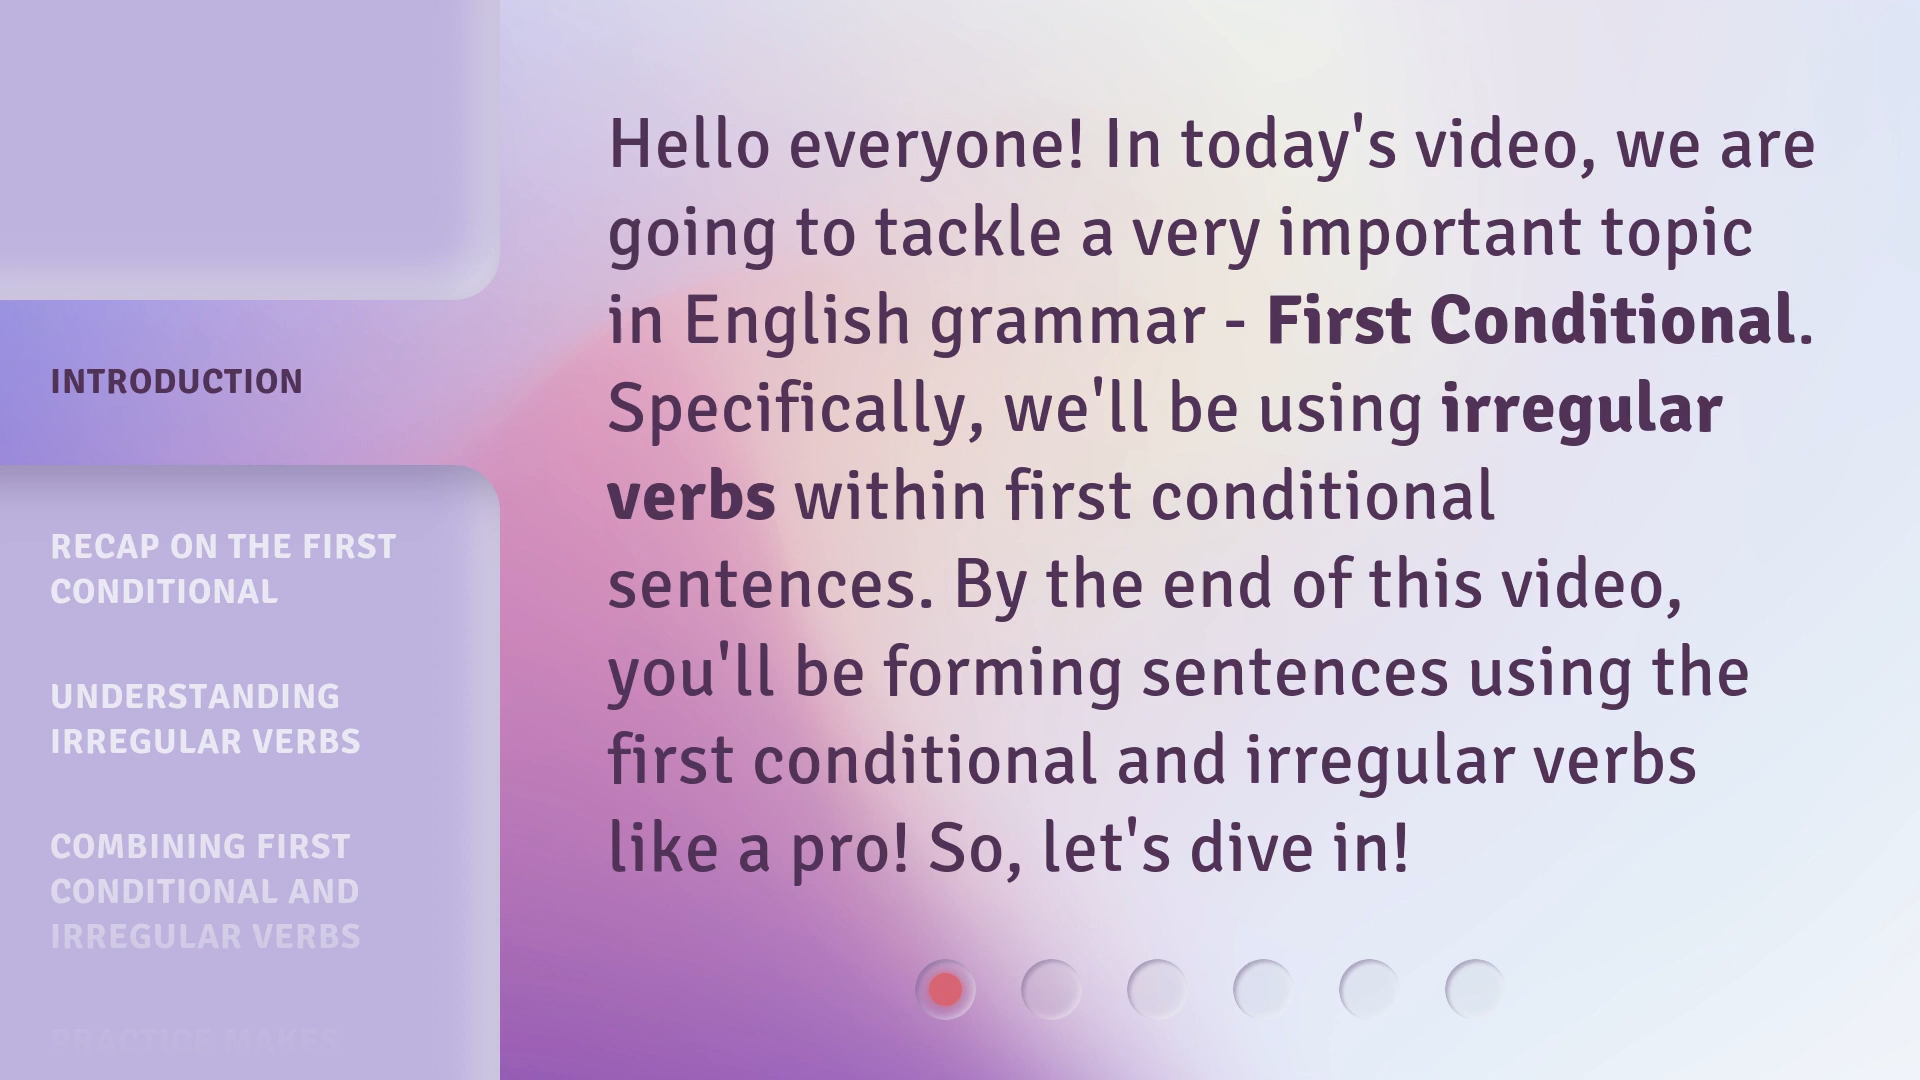 INTRODUCTION
RECAP ON THE FIRST
CONDITIONAL
UNDERSTANDING
IRREGULAR VERBS
COMBINING FIRST
CONDITIONAL AND
IRREGULAR VERBS
PRACTICE MAKES
Hello everyone! In today's video, we are
going to tackle a very important topic
in English grammar - First Conditional.
Specifically, we'll be using irregular
verbs within first conditional
sentences. By the end of this video,
you'll be forming sentences using the
first conditional and irregular verbs
like a pro! So, let's dive in!